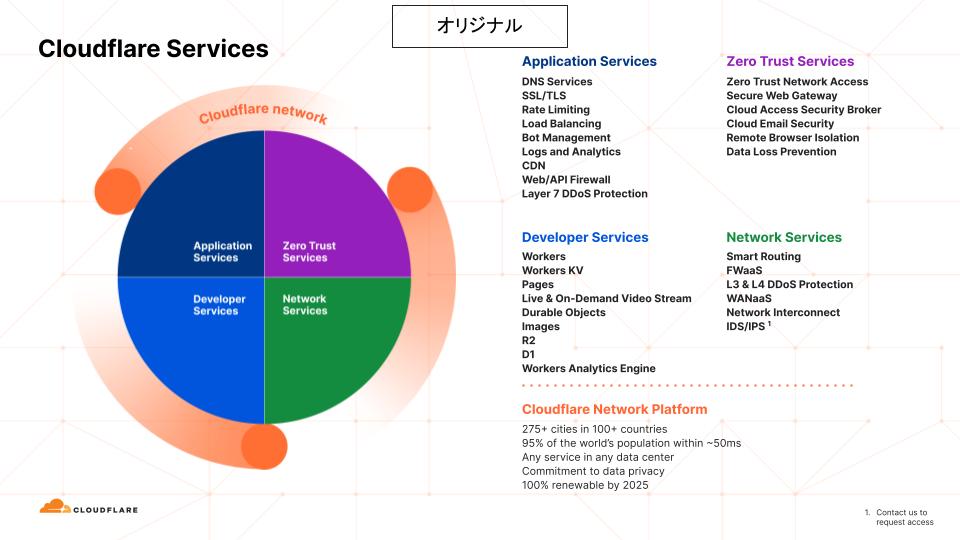 オリジナル
Cloudflare Services
Cloudflare network
Application
Services
Zero Trust
Services
Developer
Services
Network
Services
Application Services
DNS Services
SSL/TLS
Rate Limiting
Load Balancing
Bot Management
Logs and Analytics
CDN
Web/API Firewall
Layer 7 DDoS Protection
Zero Trust Services
Zero Trust Network Access
Secure Web Gateway
Cloud Access Security Broker
Cloud Email Security
Remote Browser Isolation
Data Loss Prevention
Developer Services
Workers
Workers KV
Pages
Live & On-Demand Video Stream
Durable Objects
Images
R2
D1
Workers Analytics Engine
Network Services
Smart Routing
FWaaS
L3 & L4 DDoS Protection
WANaaS
Network Interconnect
IDS/IPS ¹
Cloudflare Network Platform
275+ cities in 100+ countries
95% of the world’s population within ~50ms
Any service in any data center
Commitment to data privacy
100% renewable by 2025
CLOUDFLARE
1. Contact us to
request access